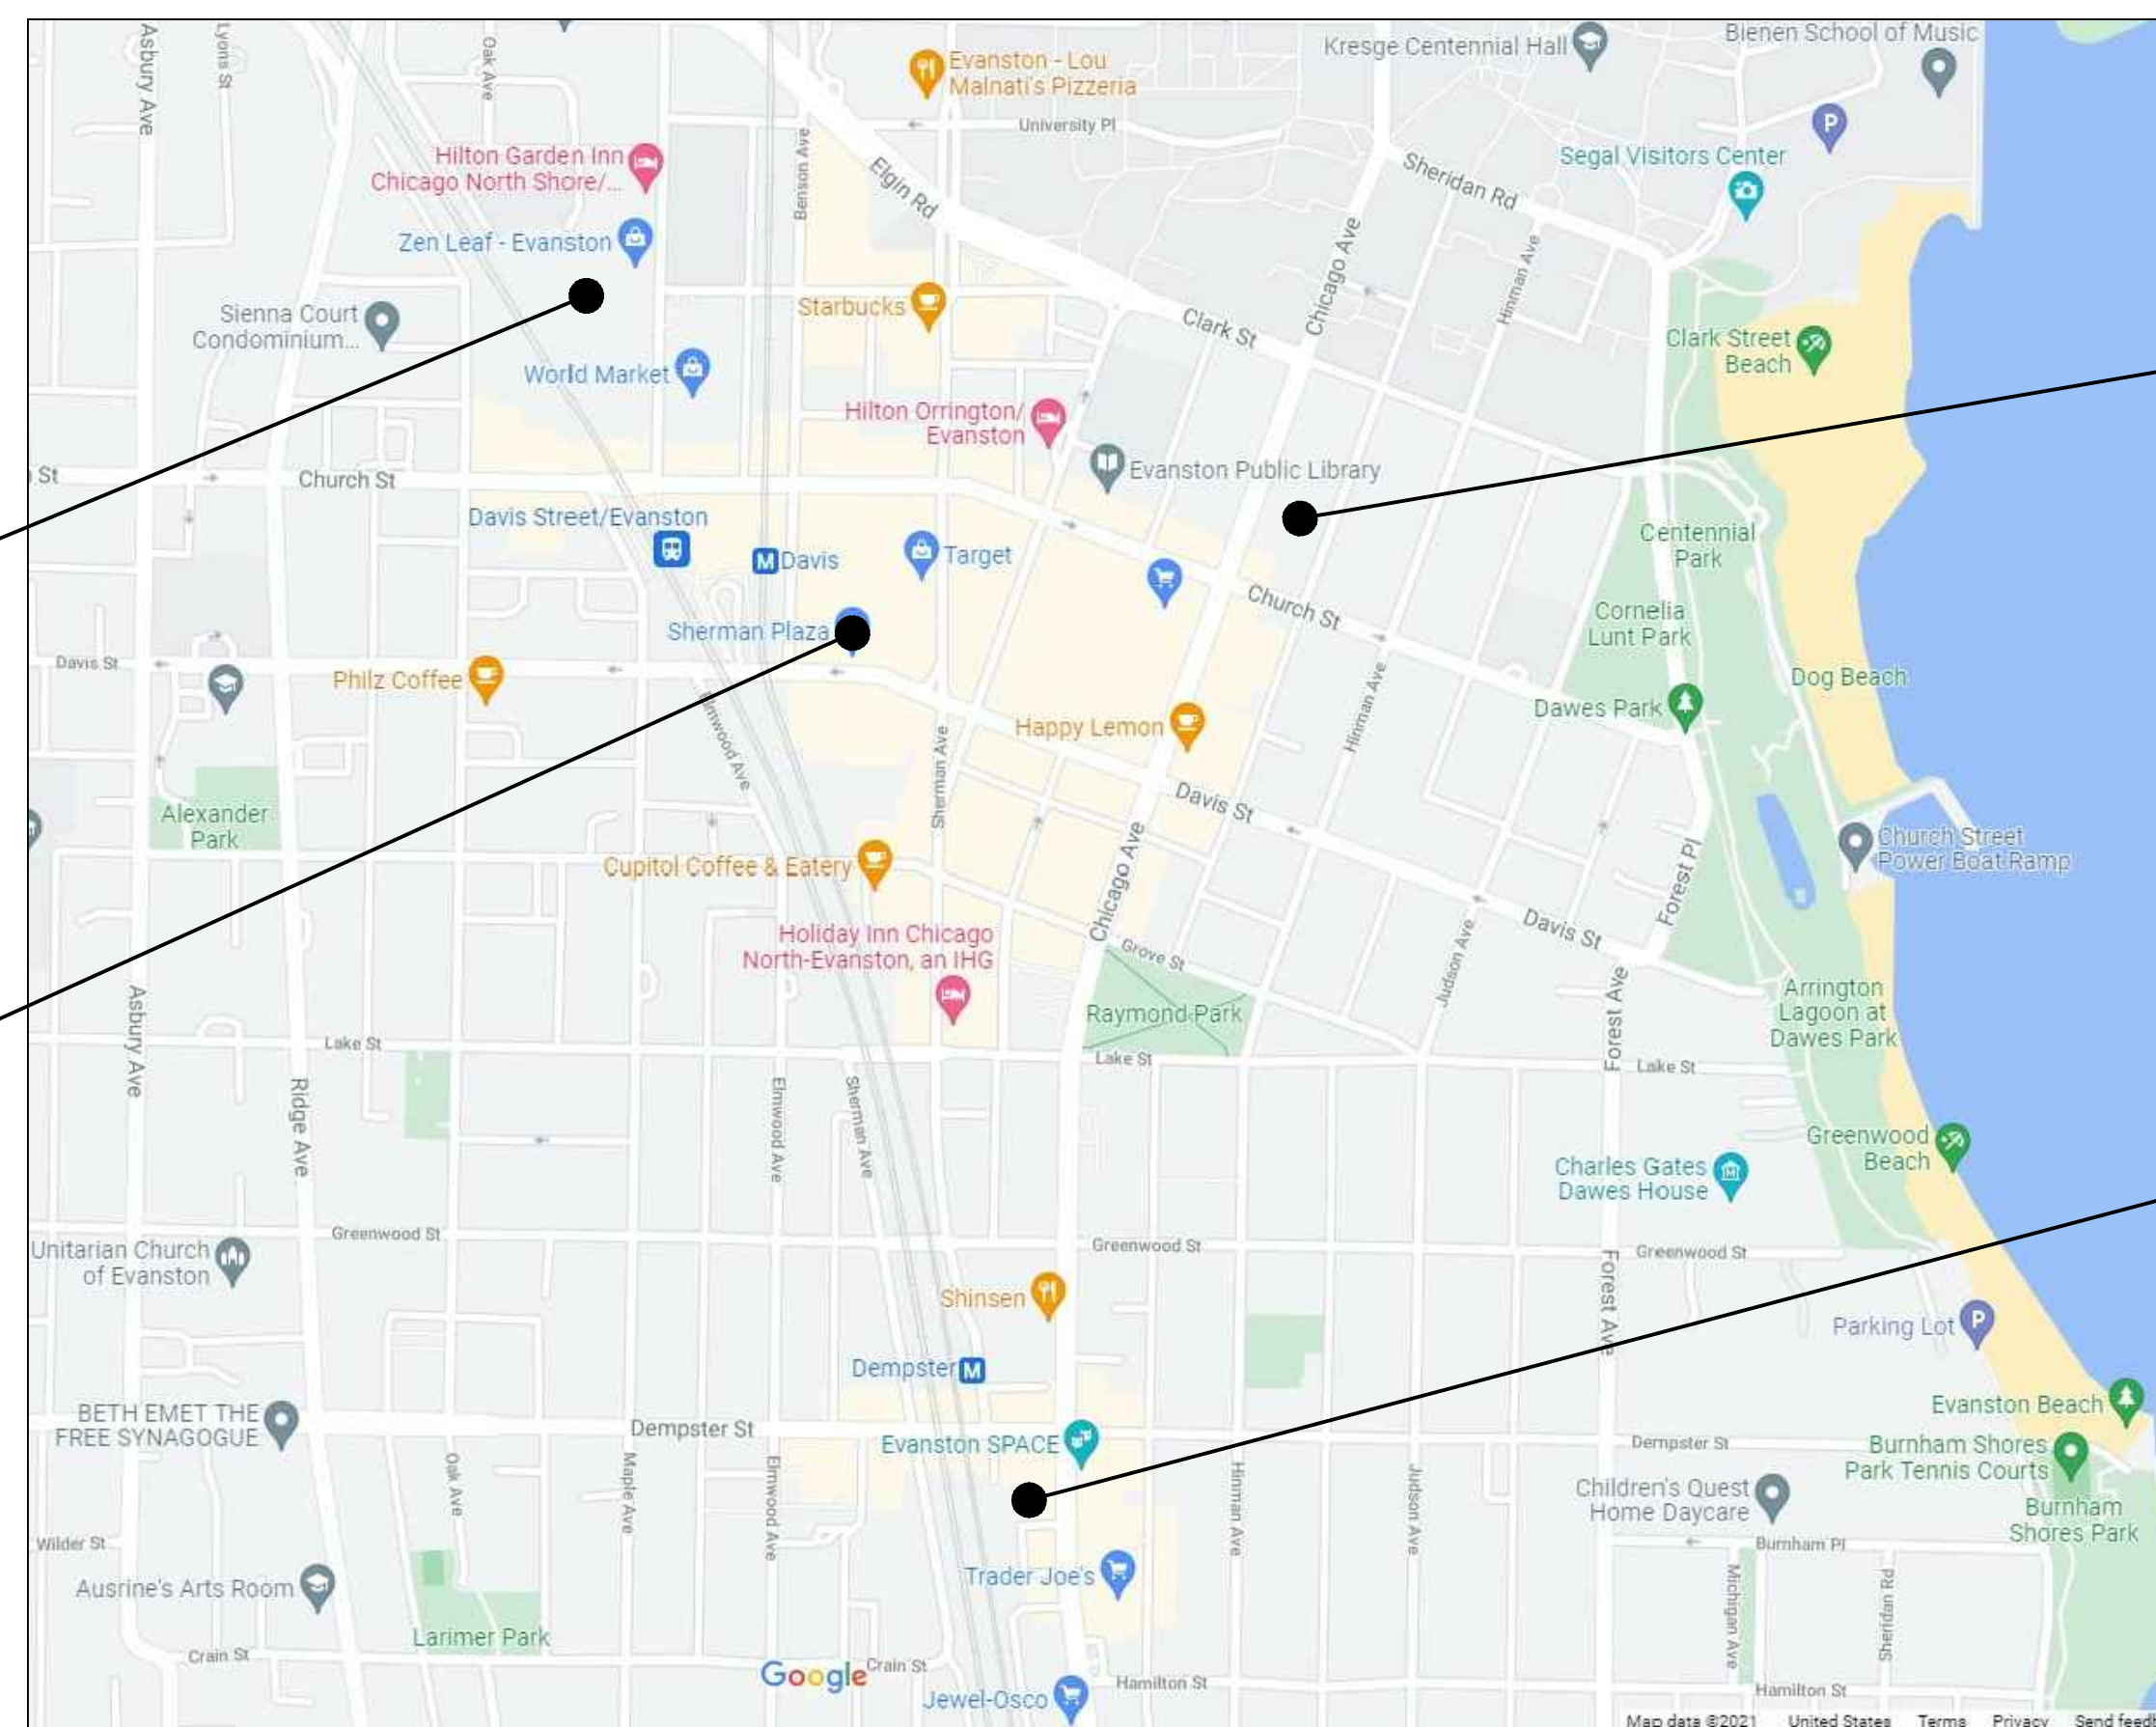 Asbury Ave
Lyons St
Oak Ave
Evanston - Lou
Malnati's Pizzeria
Kresge Centennial Hall
Bienen School of Music
University Pl
P
Benson Ave
Hilton Garden Inn
Chicago North Shore/...
Elgin Rd
Sheridan Rd
Segal Visitors Center
Zen Leaf - Evanston
Chicago Ave
Hinman Ave
Sienna Court
Condominium...
Starbucks
Clark St
Clark Street
Beach
World Market
Hilton Orrington/
Evanston
Evanston Public Library
St
Church St
Davis Street/Evanston
M Davis
Target
Centennial
Park
Church St
Cornelia
Lunt Park
Sherman Plaza
Davis St
Philz Coffee
Dog Beach
Dawes Park
Happy Lemon
Hinman Ave
Elmwood Ave
Sherman Ave
Davis St
Alexander
Park
Church Street
Power Boat Ramp
Cupitol Coffee & Eatery
Chicago Ave
Forest Pl
Holiday Inn Chicago
North-Evanston, an IHG
Grove St
Davis St
Judson Ave
Raymond Park
Forest Ave
Arrington
Lagoon at
Dawes Park
Asbury Ave
Lake St
Lake St
Lake St
Ridge Ave
Elmwood Ave
Sherman Ave
Greenwood
Beach
Charles Gates
Dawes House
Greenwood St
Greenwood St
Greenwood St
Unitarian Church
of Evanston
Forest Ave
Shinsen
Parking Lot P
Dempster M
BETH EMET THE
FREE SYNAGOGUE
Evanston Beach
Dempster St
Evanston SPACE
Dempster St
Burnham Shores
Park Tennis Courts
Oak Ave
Maple Ave
Elmwood Ave
Hinman Ave
Judson Ave
Children's Quest
Home Daycare
Burnham
Shores Park
Wilder St
Burnham Pl
Ausrine's Arts Room
Trader Joe's
Michigan Ave
Sheridan Rd
Larimer Park
Crain St
Google
Crain St
Hamilton St
Hamilton St
Jewel-Osco
Map data ©2021 United States Terms Privacy Send